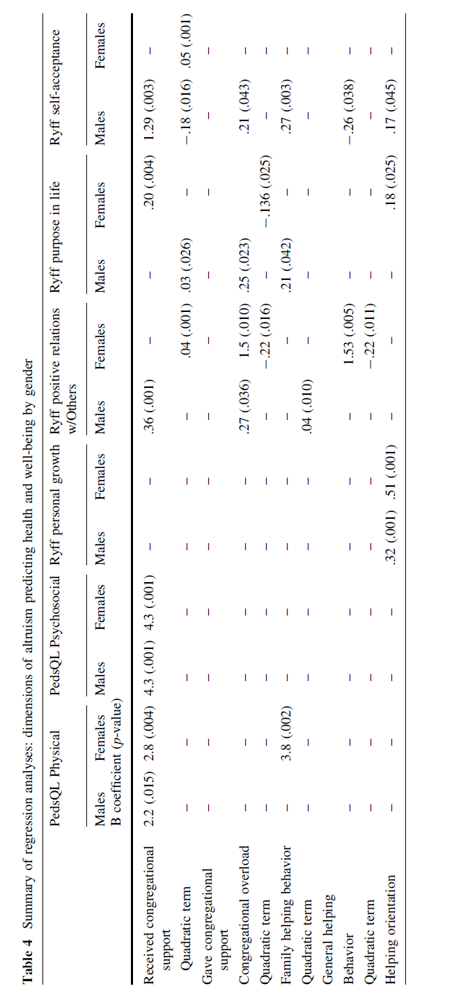 Table 4 Summary of regression analyses: dimensions of altruism predicting health and well-being by gender
PedsQL Physical PedsQL Psychosocial Ryff personal growth Ryff positive relations Ryff purpose in life Ryff self-acceptance
w/Others
Males Females Males Females Males Females Males Females Males Females Males Females
B coefficient (p-value)
Received congregational 2.2 (.015) 2.8 (.004) 4.3 (.001) 4.3 (.001) – – .36 (.001) – – .20 (.004) 1.29 (.003) –
support
Quadratic term – – – – – – – .04 (.001) .03 (.026) – –.18 (.016) .05 (.001)
Gave congregational – – – – – – – – – – – –
support
Congregational overload – – – – – – .27 (.036) 1.5 (.010) .25 (.023) – .21 (.043) –
Quadratic term – – – – – – – –.22 (.016) – –.136 (.025) – –
Family helping behavior – 3.8 (.002) – – – – – – .21 (.042) – .27 (.003) –
Quadratic term – – – – – – .04 (.010) – – – – –
General helping
Behavior – – – – – – – 1.53 (.005) – – –.26 (.038) –
Quadratic term – – – – – – – –.22 (.011) – – – –
Helping orientation – – – – .32 (.001) .51 (.001) – – – .18 (.025) .17 (.045) –